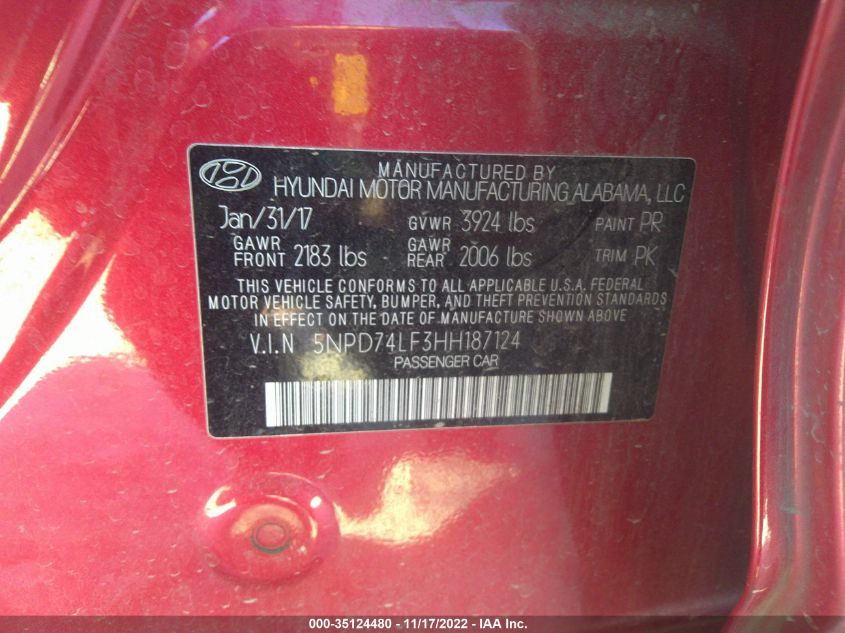 MANUFACTURED BY
HYUNDAI MOTOR MANUFACTURING ALABAMA, LLC
Jan/31/17 GVWR 3924 lbs PAINT PR
GAWR FRONT 2183 lbs GAWR REAR 2006 lbs TRIM PK
THIS VEHICLE CONFORMS TO ALL APPLICABLE U.S.A. FEDERAL
MOTOR VEHICLE SAFETY, BUMPER, AND THEFT PREVENTION STANDARDS
IN EFFECT ON THE DATE OF MANUFACTURE SHOWN ABOVE.
V.I.N 5NPD74LF3HH187124
PASSENGER CAR
000-35124480 - 11/17/2022 - IAA Inc.